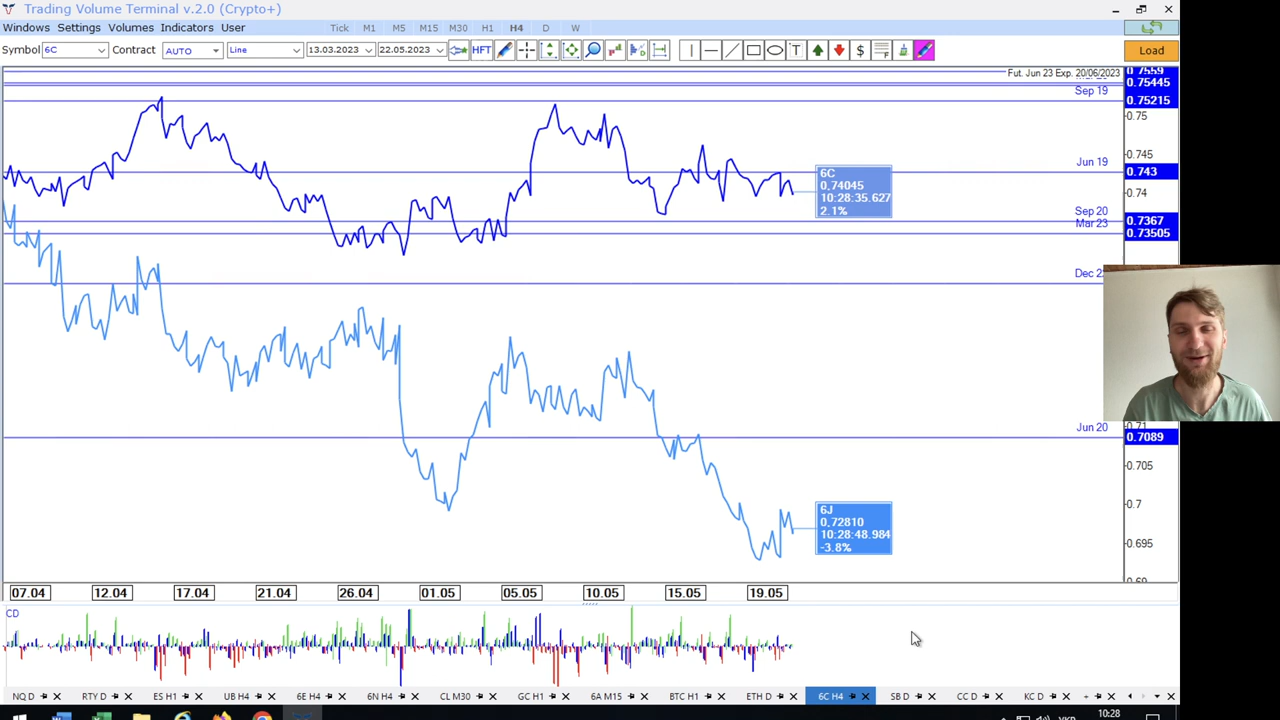 Trading Volume Terminal v.2.0 (Crypto+)
Windows Settings Volumes Indicators User
Tick M1 M5 M15 M30 H1 H4 D W
Symbol 6C Contract AUTO Line 13.03.2023 22.05.2023 HFT T $ F Load
Fut. Jun 23 Exp. 20/06/2023
0.7559
0.75445
Sep 19
0.75215
0.75
0.745
Jun 19
0.743
0.74
6C
0.74045
10:28:35.627
2.1%
Sep 20
0.7367
Mar 23
0.73505
Dec 2
0.71
Jun 20
0.7089
0.705
0.7
0.695
0.69
6J
0.72810
10:28:48.984
-3.8%
07.04 12.04 17.04 21.04 26.04 01.05 05.05 10.05 15.05 19.05
CD
NQ D RTY D ES H1 UB H4 6E H4 6N H4 CL M30 GC H1 6A M15 BTC H1 ETH D 6C H4 SB D CC D KC D +
УКР 10:28